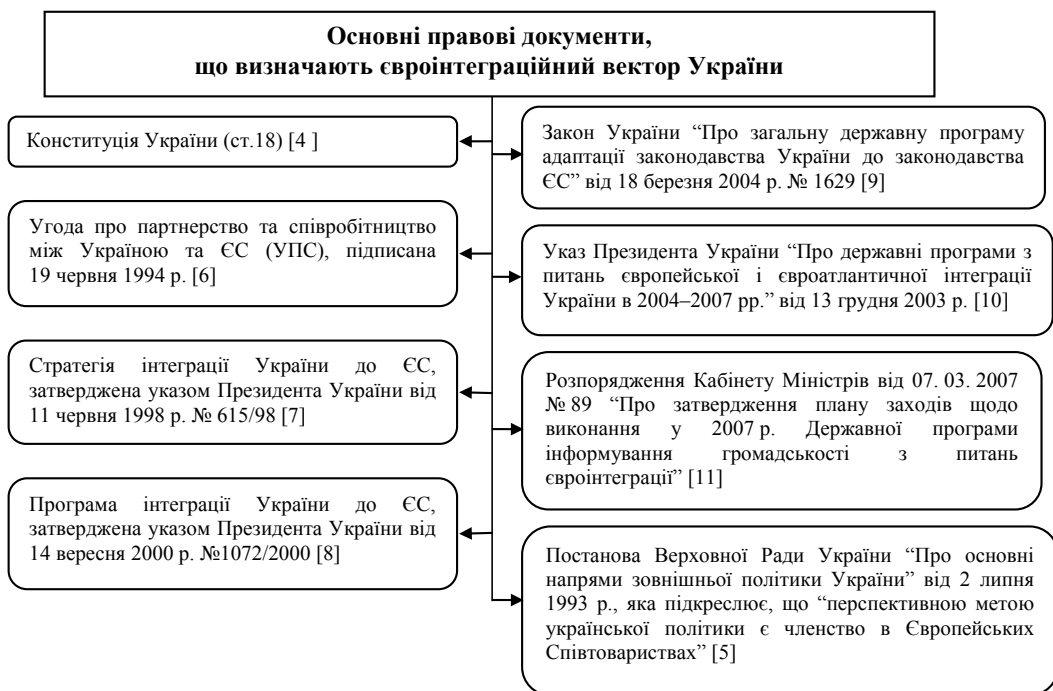 Основні правові документи,
що визначають євроінтеграційний вектор України
Конституція України (ст.18) [4 ]
Угода про партнерство та співробітництво
між Україною та ЄС (УПС), підписана
19 червня 1994 р. [6]
Стратегія інтеграції України до ЄС,
затверджена указом Президента України від
11 червня 1998 р. № 615/98 [7]
Програма інтеграції України до ЄС,
затверджена указом Президента України від
14 вересня 2000 р. №1072/2000 [8]
Закон України “Про загальну державну програму
адаптації законодавства України до законодавства
ЄС” від 18 березня 2004 р. № 1629 [9]
Указ Президента України “Про державні програми з
питань європейської і євроатлантичної інтеграції
України в 2004–2007 рр.” від 13 грудня 2003 р. [10]
Розпорядження Кабінету Міністрів від 07. 03. 2007
№ 89 “Про затвердження плану заходів щодо
виконання у 2007 р. Державної програми
інформування громадськості з питань
євроінтеграції” [11]
Постанова Верховної Ради України “Про основні
напрями зовнішньої політики України” від 2 липня
1993 р., яка підкреслює, що “перспективною метою
української політики є членство в Європейських
Співтовариствах” [5]